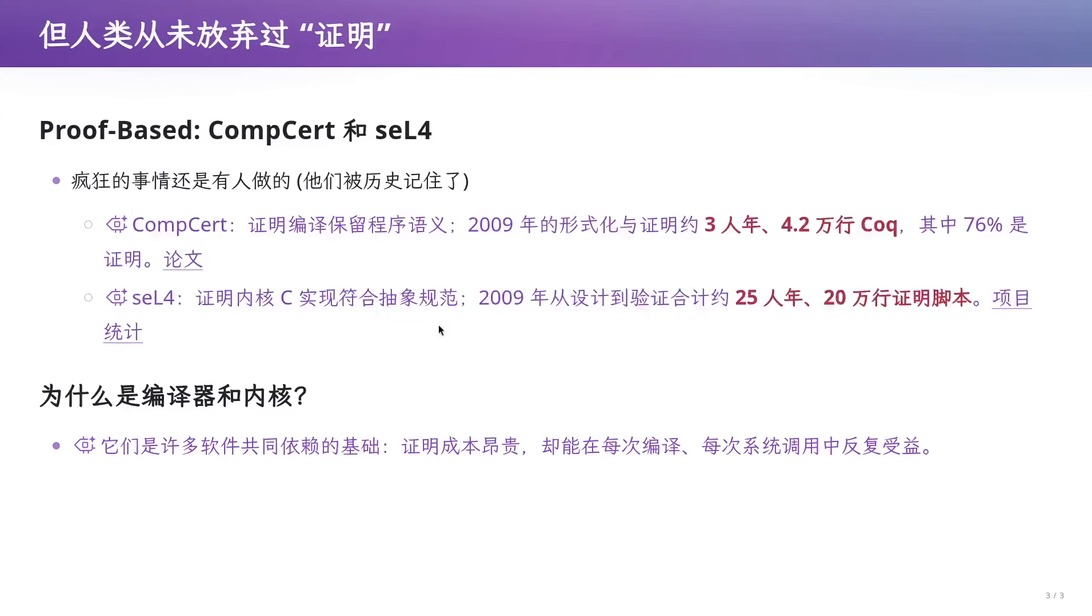 但人类从未放弃过 “证明”
Proof-Based: CompCert 和 seL4
疯狂的事情还是有人做的 (他们被历史记住了)
CompCert：证明编译保留程序语义；2009 年的形式化与证明约 3 人年、4.2 万行 Coq，其中 76% 是
证明。论文
seL4：证明内核 C 实现符合抽象规范；2009 年从设计到验证合计约 25 人年、20 万行证明脚本。项目
统计
为什么是编译器和内核？
它们是许多软件共同依赖的基础：证明成本昂贵，却能在每次编译、每次系统调用中反复受益。
3 / 3